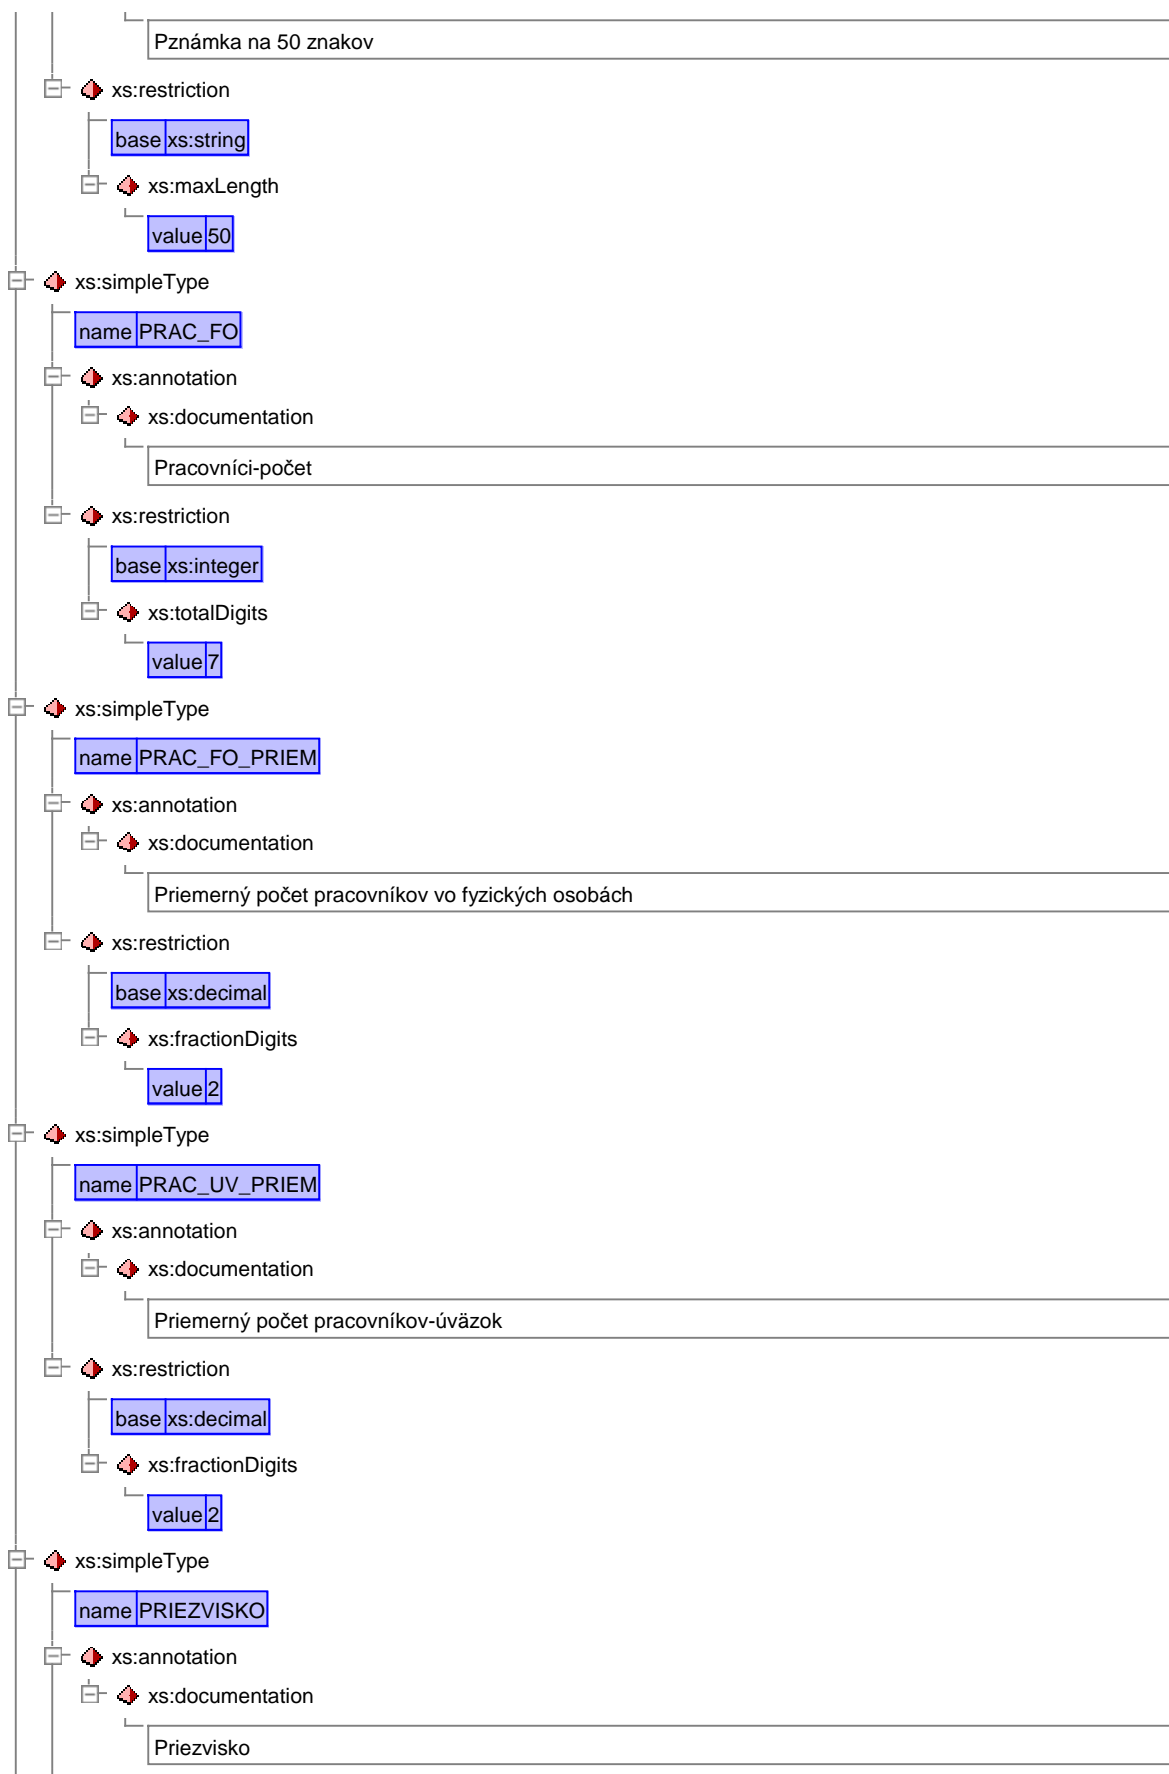 Pznámka na 50 znakov
xs:restriction
base xs:string
xs:maxLength
value 50
xs:simpleType
name PRAC_FO
xs:annotation
xs:documentation
Pracovníci-počet
xs:restriction
base xs:integer
xs:totalDigits
value 7
xs:simpleType
name PRAC_FO_PRIEM
xs:annotation
xs:documentation
Priemerný počet pracovníkov vo fyzických osobách
xs:restriction
base xs:decimal
xs:fractionDigits
value 2
xs:simpleType
name PRAC_UV_PRIEM
xs:annotation
xs:documentation
Priemerný počet pracovníkov-úväzok
xs:restriction
base xs:decimal
xs:fractionDigits
value 2
xs:simpleType
name PRIEZVISKO
xs:annotation
xs:documentation
Priezvisko